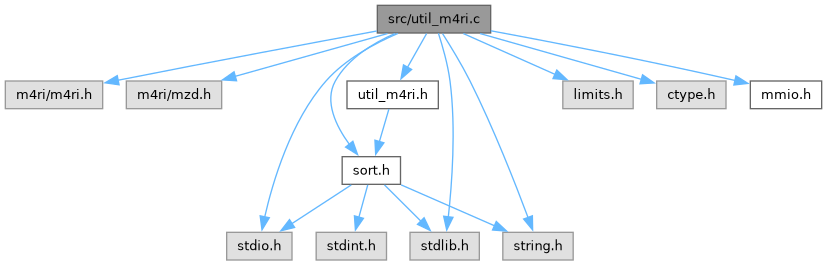 src/util_m4ri.c
m4ri/m4ri.h
m4ri/mzd.h
util_m4ri.h
limits.h
ctype.h
mmio.h
sort.h
stdio.h
stdint.h
stdlib.h
string.h